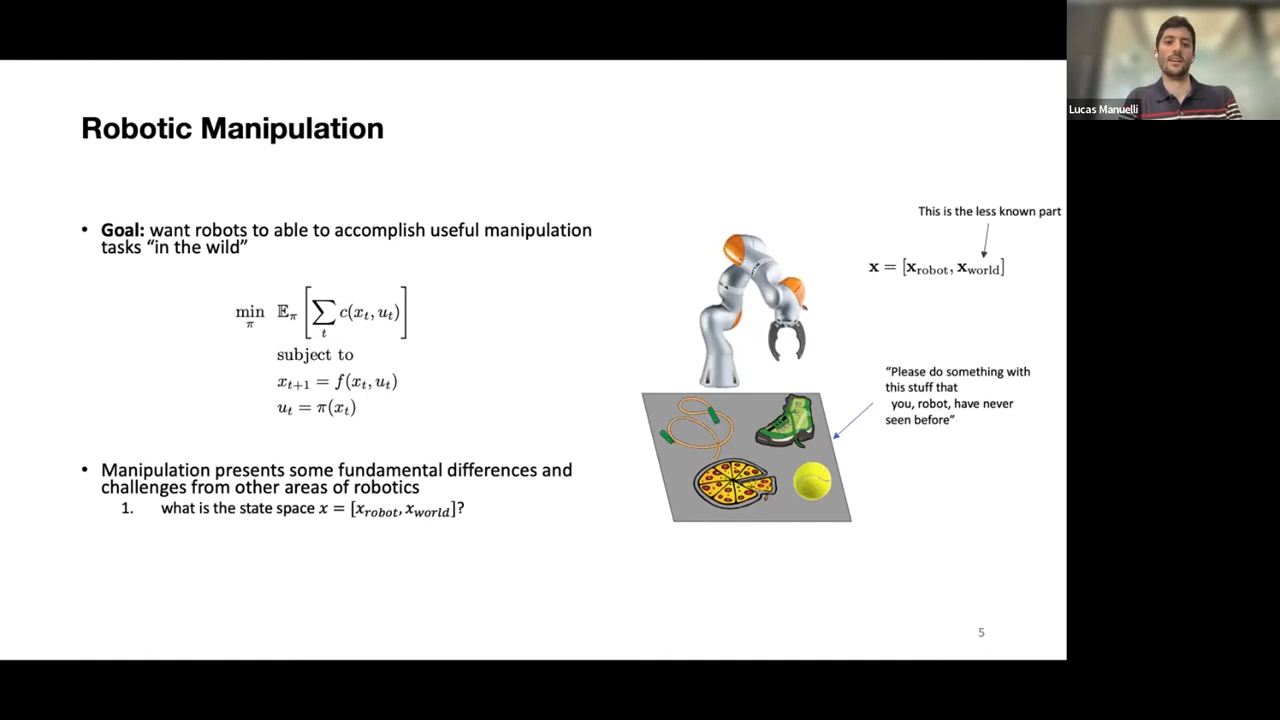 Lucas Manuelli
Robotic Manipulation
• Goal: want robots to able to accomplish useful manipulation
tasks “in the wild”
min_π 𝔼_π [∑_t c(x_t, u_t)]
subject to
x_{t+1} = f(x_t, u_t)
u_t = π(x_t)
• Manipulation presents some fundamental differences and
challenges from other areas of robotics
1. what is the state space x = [x_robot, x_world]?
This is the less known part
x = [x_robot, x_world]
“Please do something with
this stuff that
you, robot, have never
seen before”
5